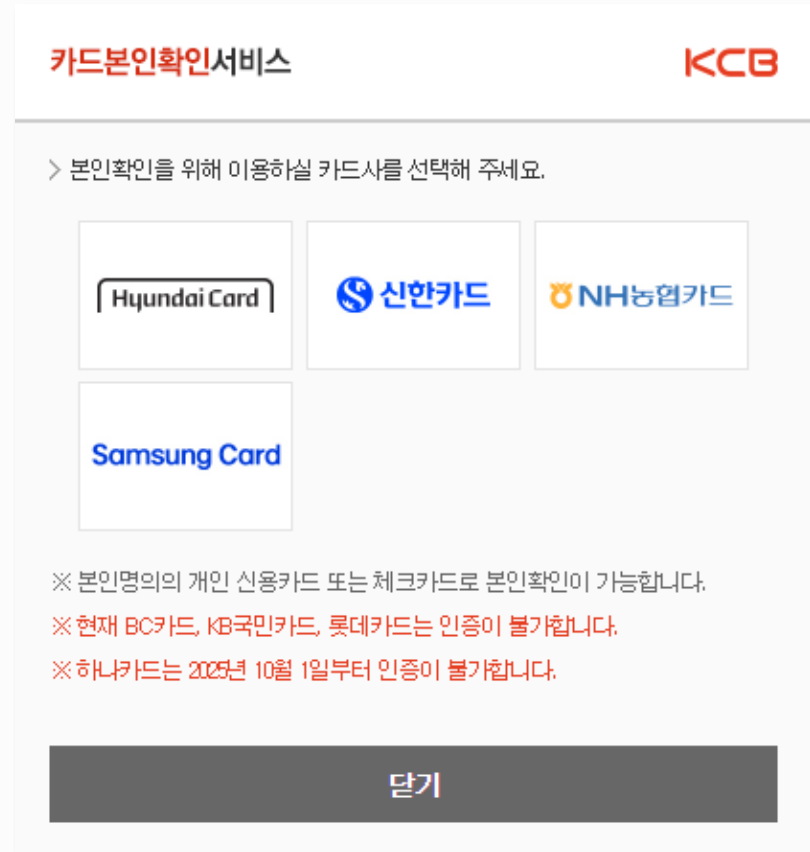 카드본인확인서비스 KCB
> 본인확인을 위해 이용하실 카드사를 선택해 주세요.
Hyundai Card 신한카드 NH농협카드
Samsung Card
※ 본인명의의 개인 신용카드 또는 체크카드로 본인확인이 가능합니다.
※ 현재 BC카드, KB국민카드, 롯데카드는 인증이 불가합니다.
※ 하나카드는 2025년 10월 1일부터 인증이 불가합니다.
닫기